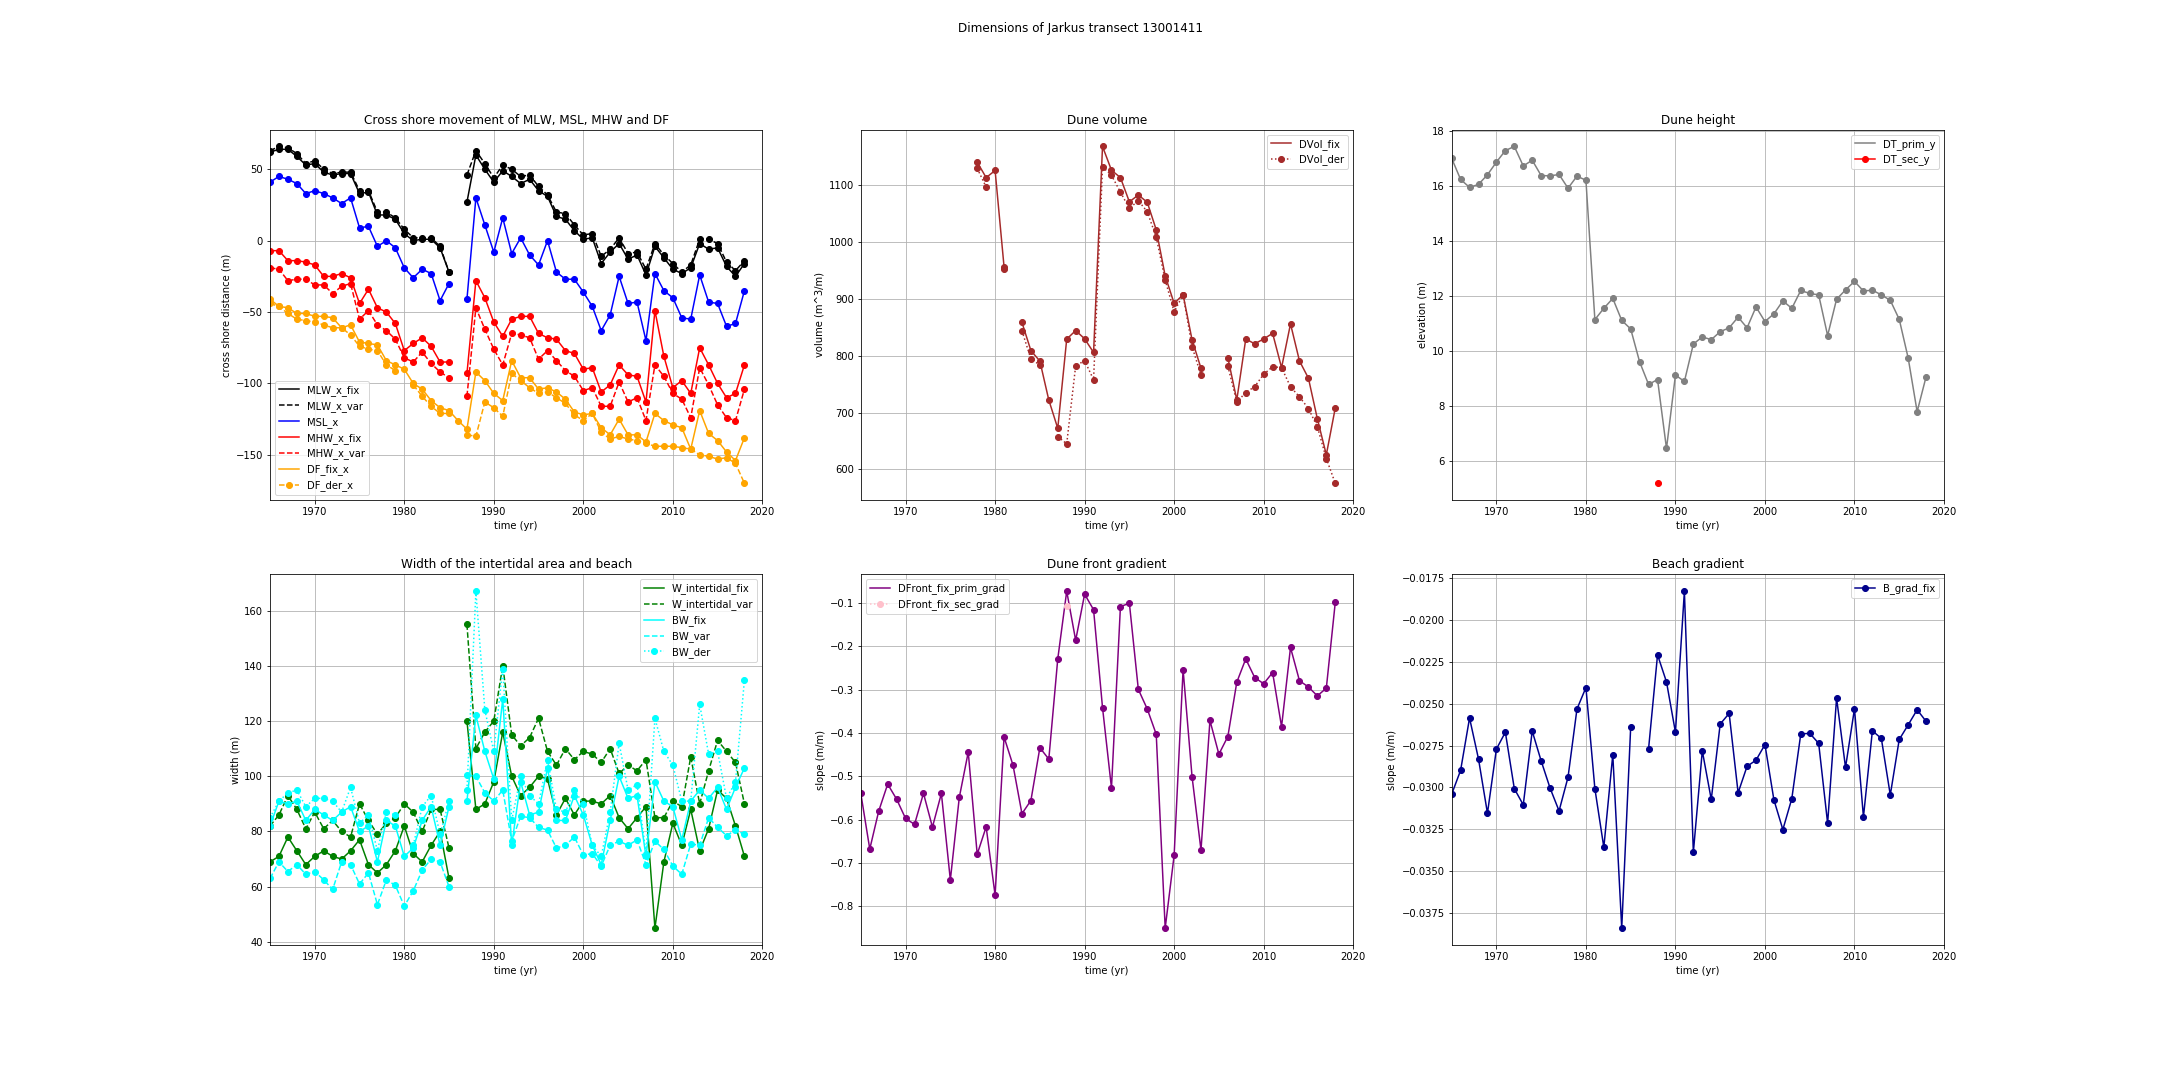 Dimensions of Jarkus transect 13001411
Cross shore movement of MLW, MSL, MHW and DF
cross shore distance (m)
50
0
−50
−100
−150
MLW_x_fix
MLW_x_var
MSL_x
MHW_x_fix
MHW_x_var
DF_fix_x
DF_der_x
1970 1980 1990 2000 2010 2020
time (yr)
Dune volume
volume (m^3/m)
1100
1000
900
800
700
600
DVol_fix
DVol_der
1970 1980 1990 2000 2010 2020
time (yr)
Dune height
elevation (m)
18
16
14
12
10
8
6
DT_prim_y
DT_sec_y
1970 1980 1990 2000 2010 2020
time (yr)
Width of the intertidal area and beach
width (m)
160
140
120
100
80
60
40
W_intertidal_fix
W_intertidal_var
BW_fix
BW_var
BW_der
1970 1980 1990 2000 2010 2020
time (yr)
Dune front gradient
slope (m/m)
−0.1
−0.2
−0.3
−0.4
−0.5
−0.6
−0.7
−0.8
DFront_fix_prim_grad
DFront_fix_sec_grad
1970 1980 1990 2000 2010 2020
time (yr)
Beach gradient
slope (m/m)
−0.0175
−0.0200
−0.0225
−0.0250
−0.0275
−0.0300
−0.0325
−0.0350
−0.0375
B_grad_fix
1970 1980 1990 2000 2010 2020
time (yr)